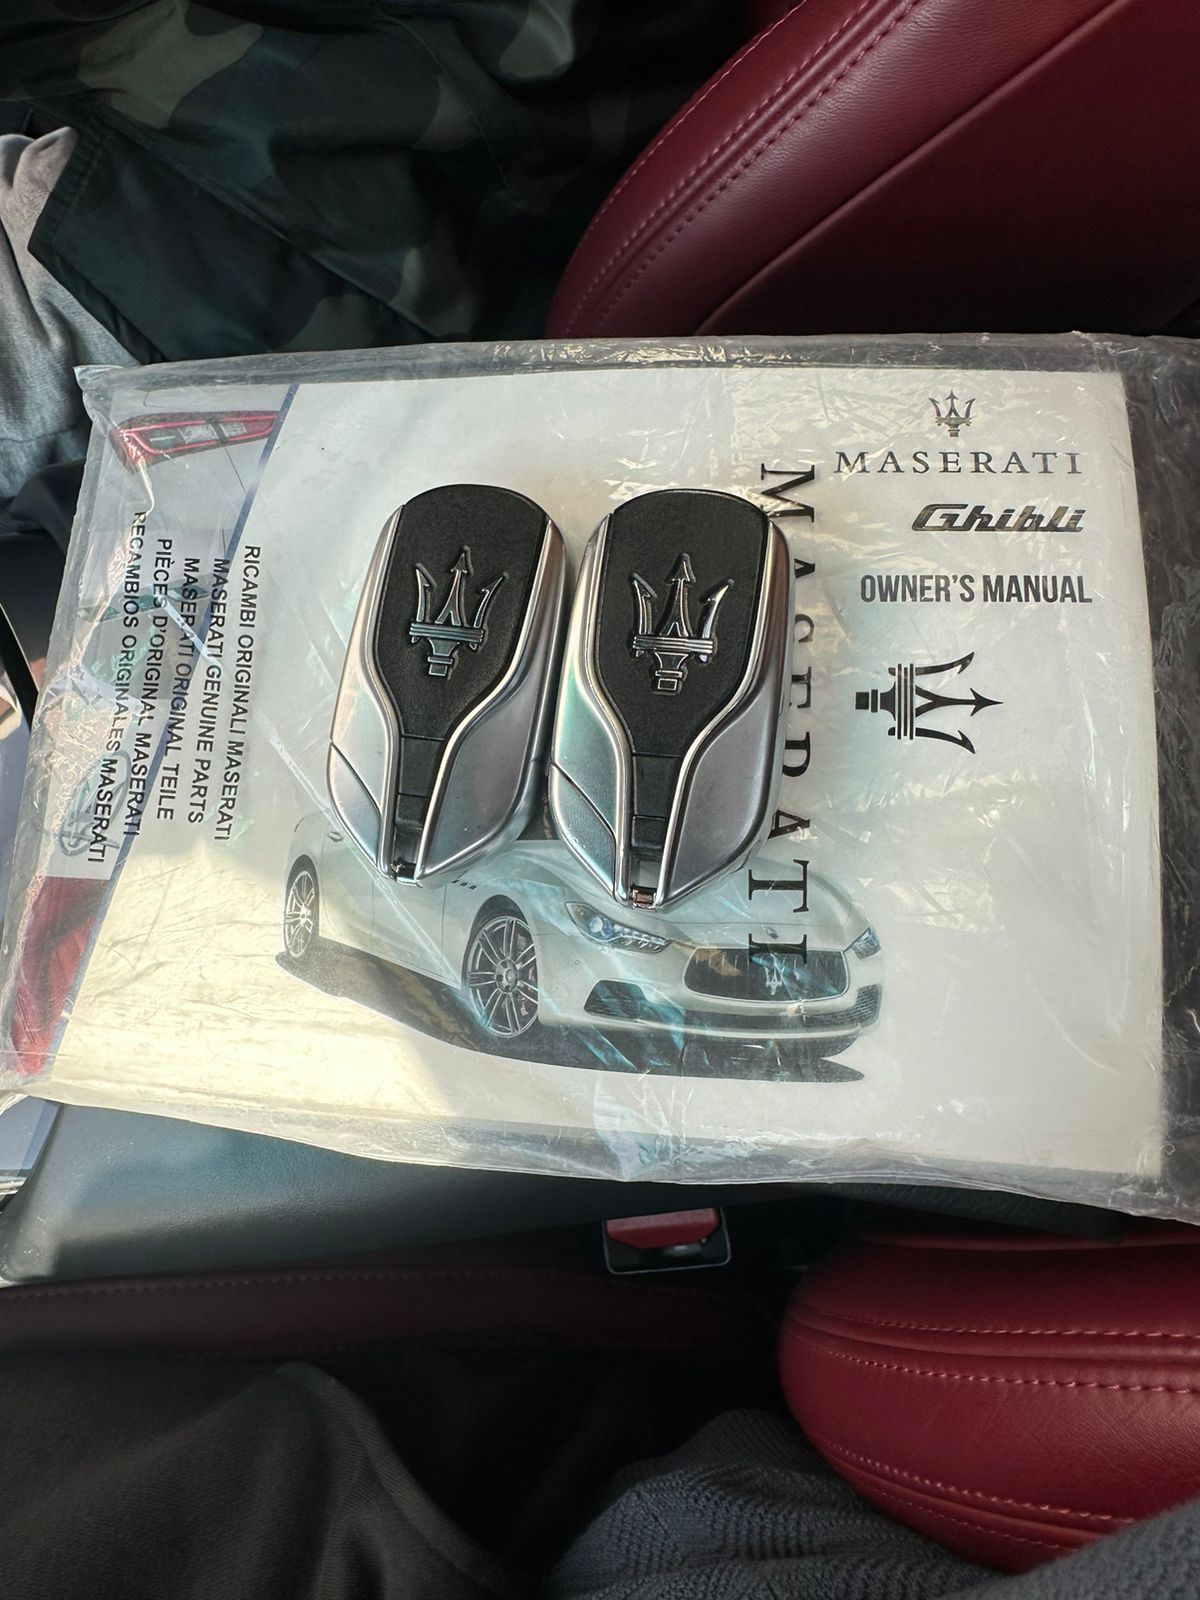 MASERATI
Ghibli
OWNER'S MANUAL
MASERATI
RICAMBI ORIGINALI MASERATI
MASERATI GENUINE PARTS
MASERATI ORIGINAL TEILE
PIÈCES D'ORIGINAL MASERATI
RECAMBIOS ORIGINALES MASERATI